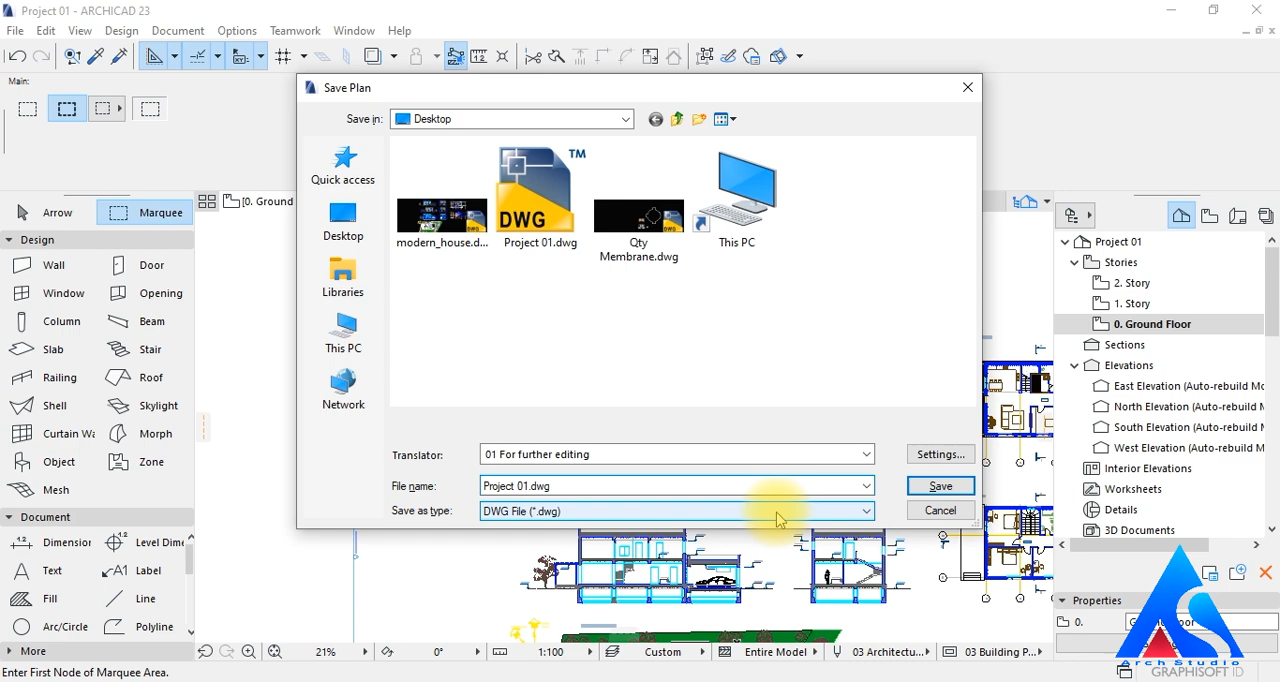 Project 01 - ARCHICAD 23
File Edit View Design Document Options Teamwork Window Help
Main:
Save Plan
Save in: Desktop
Quick access
Desktop
Libraries
This PC
Network
modern_house.d...
DWG
TM
Project 01.dwg
Qty
Membrane.dwg
This PC
Translator: 01 For further editing Settings...
File name: Project 01.dwg Save
Save as type: DWG File (*.dwg) Cancel
Arrow Marquee
[0. Ground
Design
Wall Door
Window Opening
Column Beam
Slab Stair
Railing Roof
Shell Skylight
Curtain Wa Morph
Object Zone
Mesh
Document
Dimension Level Dime
Text A1 Label
Fill Line
Arc/Circle Polyline
More
Project 01
Stories
2. Story
1. Story
0. Ground Floor
Sections
Elevations
East Elevation (Auto-rebuild Mo
North Elevation (Auto-rebuild M
South Elevation (Auto-rebuild M
West Elevation (Auto-rebuild M
Interior Elevations
Worksheets
Details
3D Documents
Properties
0.
Arch Studio
GRAPHISOFT ID
21% 0° 1:100 Custom Entire Model 03 Architectu... 03 Building P...
Enter First Node of Marquee Area.